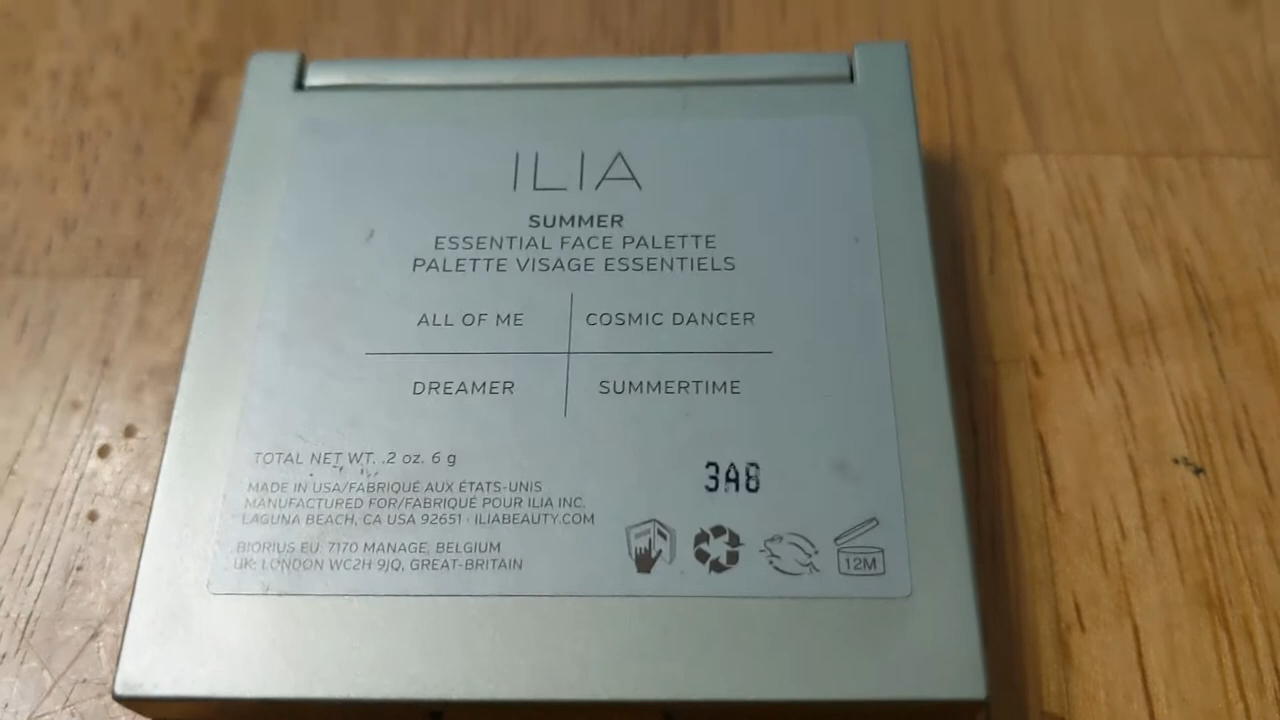 ILIA
SUMMER
ESSENTIAL FACE PALETTE
PALETTE VISAGE ESSENTIELS
ALL OF ME COSMIC DANCER
DREAMER SUMMERTIME
TOTAL NET WT. .2 oz. 6 g
3A8
MADE IN USA/FABRIQUÉ AUX ÉTATS-UNIS
MANUFACTURED FOR/FABRIQUÉ POUR ILIA INC.
LAGUNA BEACH, CA USA 92651 · ILIABEAUTY.COM
BIORIUS EU: 7170 MANAGE, BELGIUM
UK: LONDON WC2H 9JQ, GREAT-BRITAIN
12M